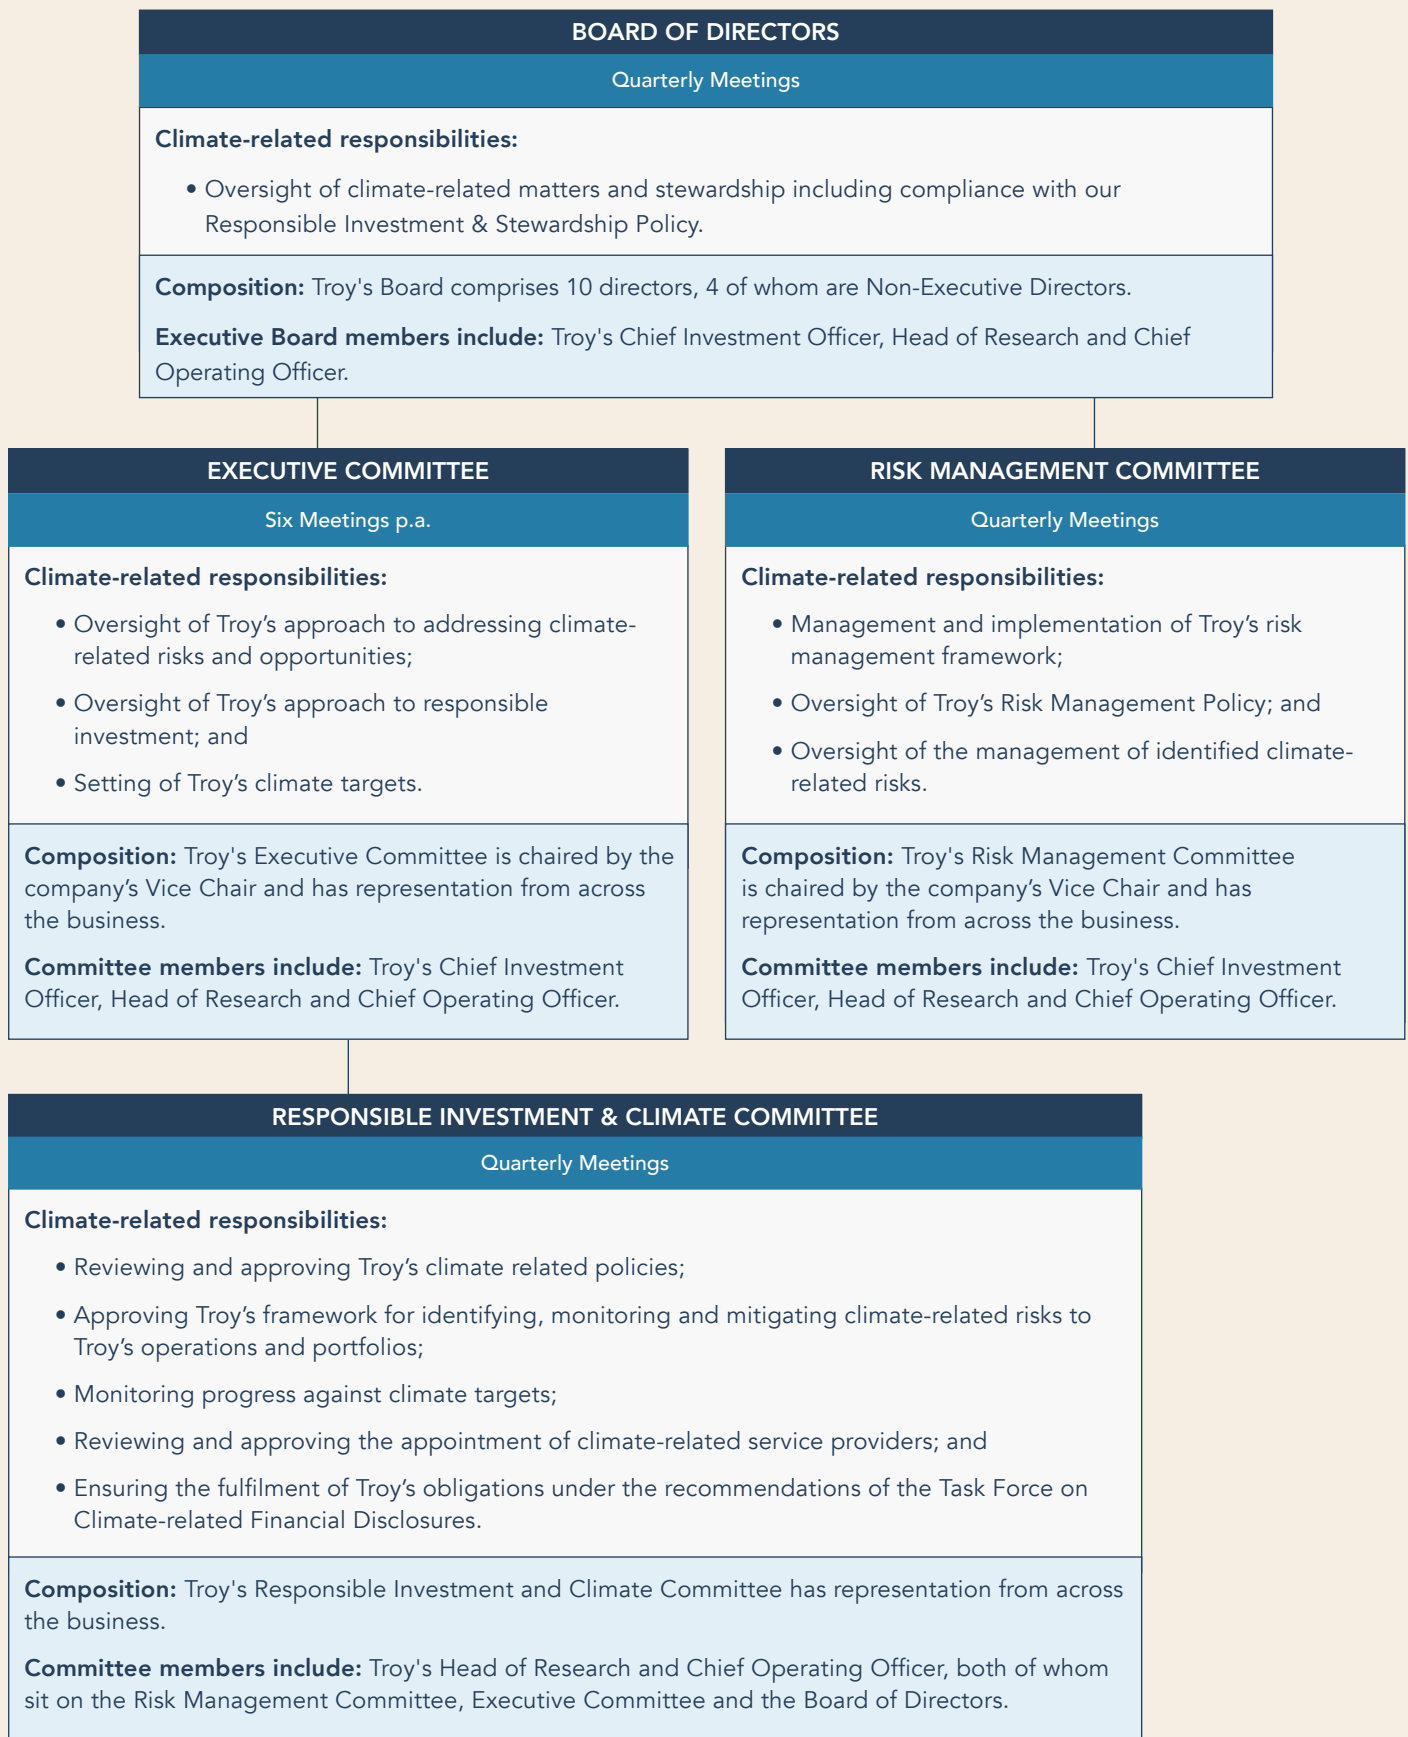 BOARD OF DIRECTORS
Quarterly Meetings
Climate-related responsibilities:
• Oversight of climate-related matters and stewardship including compliance with our
Responsible Investment & Stewardship Policy.
Composition: Troy's Board comprises 10 directors, 4 of whom are Non-Executive Directors.
Executive Board members include: Troy's Chief Investment Officer, Head of Research and Chief
Operating Officer.
EXECUTIVE COMMITTEE
Six Meetings p.a.
Climate-related responsibilities:
• Oversight of Troy’s approach to addressing climate-
related risks and opportunities;
• Oversight of Troy’s approach to responsible
investment; and
• Setting of Troy’s climate targets.
Composition: Troy's Executive Committee is chaired by the
company’s Vice Chair and has representation from across
the business.
Committee members include: Troy's Chief Investment
Officer, Head of Research and Chief Operating Officer.
RISK MANAGEMENT COMMITTEE
Quarterly Meetings
Climate-related responsibilities:
• Management and implementation of Troy’s risk
management framework;
• Oversight of Troy’s Risk Management Policy; and
• Oversight of the management of identified climate-
related risks.
Composition: Troy's Risk Management Committee
is chaired by the company’s Vice Chair and has
representation from across the business.
Committee members include: Troy's Chief Investment
Officer, Head of Research and Chief Operating Officer.
RESPONSIBLE INVESTMENT & CLIMATE COMMITTEE
Quarterly Meetings
Climate-related responsibilities:
• Reviewing and approving Troy’s climate related policies;
• Approving Troy’s framework for identifying, monitoring and mitigating climate-related risks to
Troy’s operations and portfolios;
• Monitoring progress against climate targets;
• Reviewing and approving the appointment of climate-related service providers; and
• Ensuring the fulfilment of Troy’s obligations under the recommendations of the Task Force on
Climate-related Financial Disclosures.
Composition: Troy's Responsible Investment and Climate Committee has representation from across
the business.
Committee members include: Troy's Head of Research and Chief Operating Officer, both of whom
sit on the Risk Management Committee, Executive Committee and the Board of Directors.